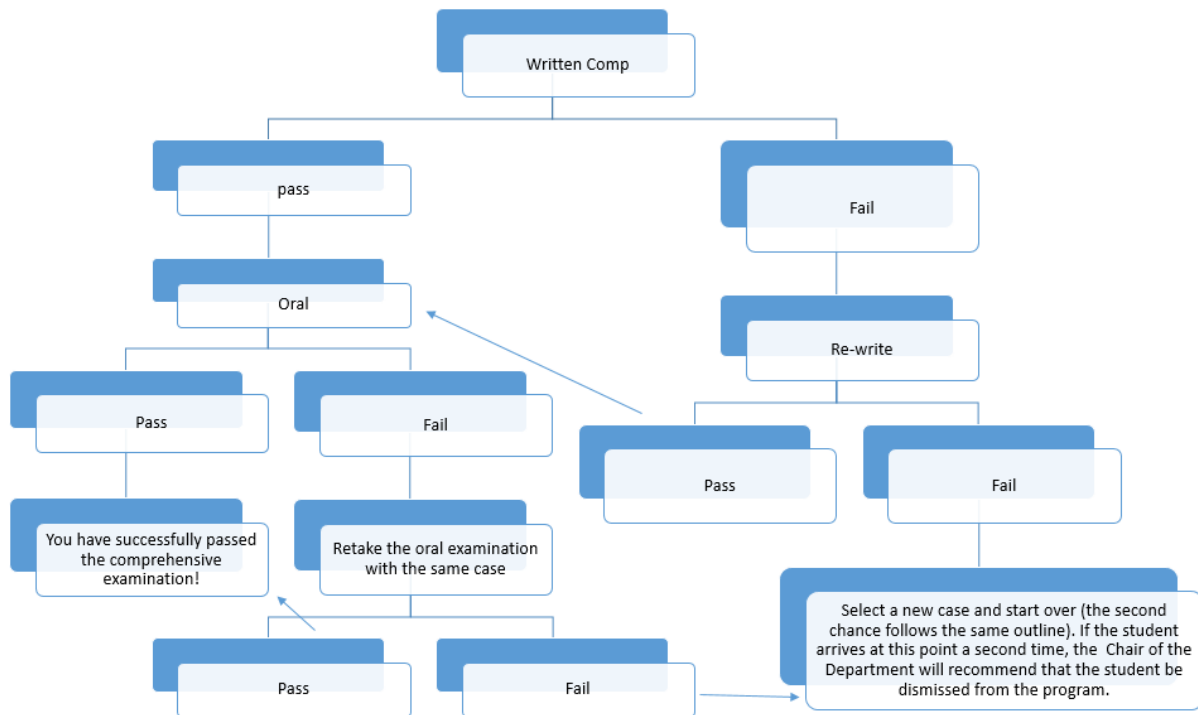 Written Comp
pass
Fail
Oral
Re-write
Pass
Fail
Pass
Fail
You have successfully passed
the comprehensive
examination!
Retake the oral examination
with the same case
Select a new case and start over (the second
chance follows the same outline). If the student
arrives at this point a second time, the  Chair of the
Department will recommend that the student be
dismissed from the program.
Pass
Fail